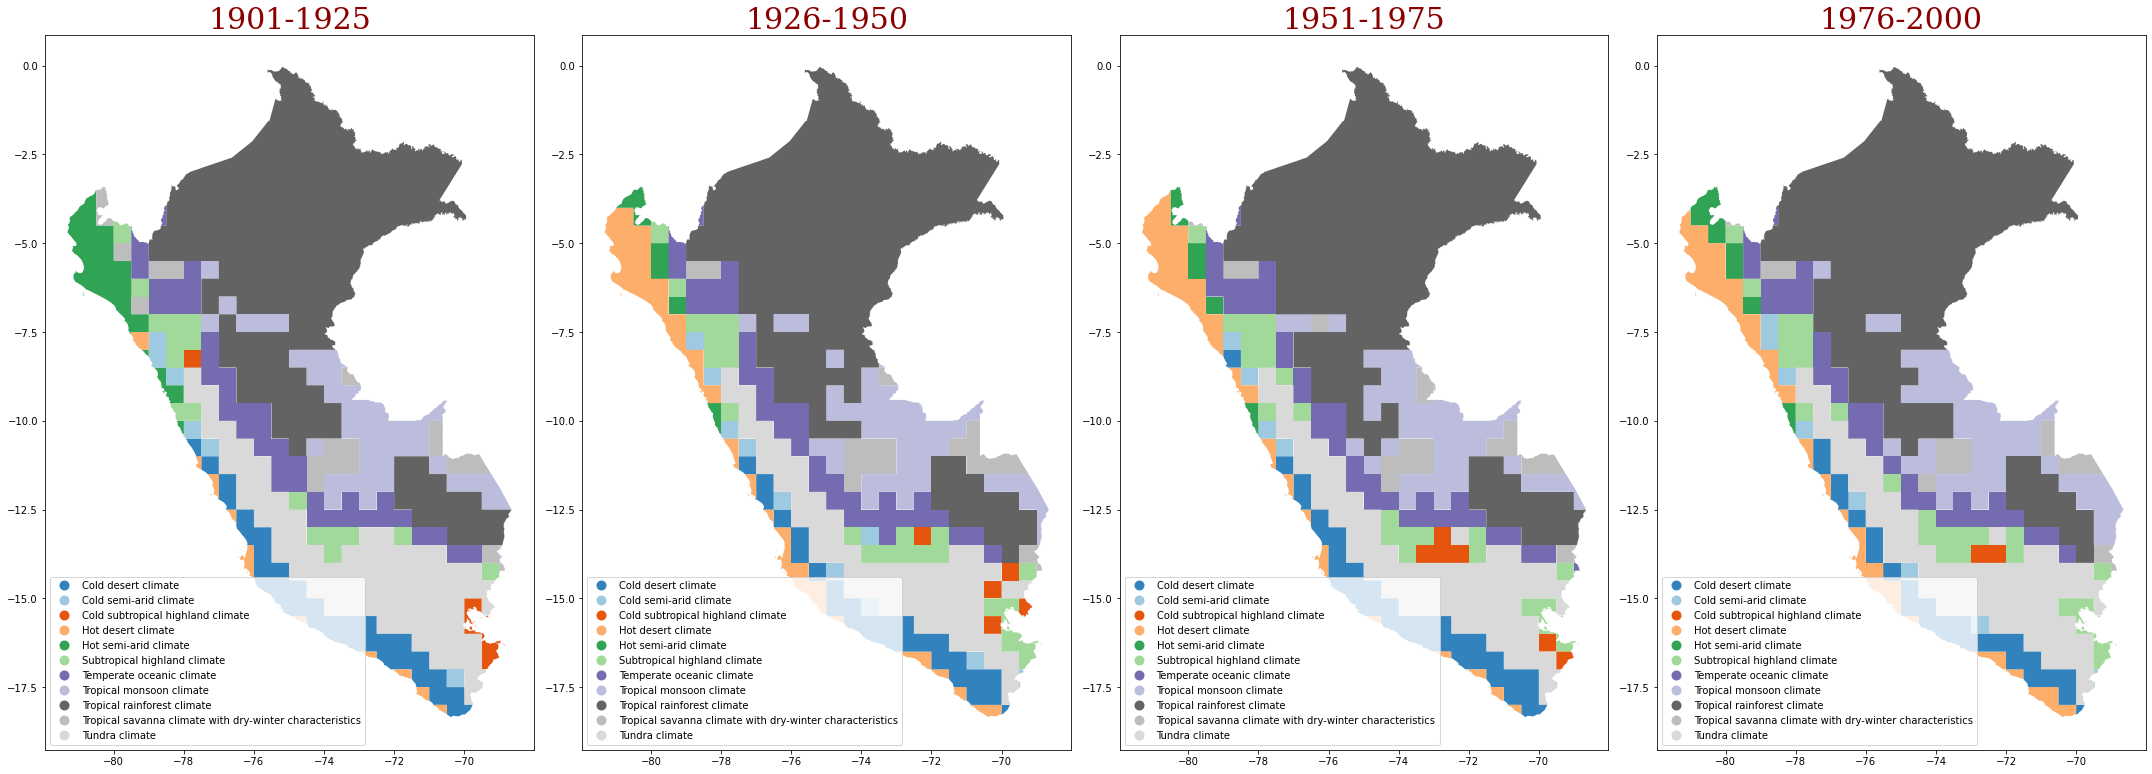 1901-1925
0.0
−2.5
−5.0
−7.5
−10.0
−12.5
−15.0
−17.5
Cold desert climate
Cold semi-arid climate
Cold subtropical highland climate
Hot desert climate
Hot semi-arid climate
Subtropical highland climate
Temperate oceanic climate
Tropical monsoon climate
Tropical rainforest climate
Tropical savanna climate with dry-winter characteristics
Tundra climate
−80 −78 −76 −74 −72 −70
1926-1950
0.0
−2.5
−5.0
−7.5
−10.0
−12.5
−15.0
−17.5
Cold desert climate
Cold semi-arid climate
Cold subtropical highland climate
Hot desert climate
Hot semi-arid climate
Subtropical highland climate
Temperate oceanic climate
Tropical monsoon climate
Tropical rainforest climate
Tropical savanna climate with dry-winter characteristics
Tundra climate
−80 −78 −76 −74 −72 −70
1951-1975
0.0
−2.5
−5.0
−7.5
−10.0
−12.5
−15.0
−17.5
Cold desert climate
Cold semi-arid climate
Cold subtropical highland climate
Hot desert climate
Hot semi-arid climate
Subtropical highland climate
Temperate oceanic climate
Tropical monsoon climate
Tropical rainforest climate
Tropical savanna climate with dry-winter characteristics
Tundra climate
−80 −78 −76 −74 −72 −70
1976-2000
0.0
−2.5
−5.0
−7.5
−10.0
−12.5
−15.0
−17.5
Cold desert climate
Cold semi-arid climate
Cold subtropical highland climate
Hot desert climate
Hot semi-arid climate
Subtropical highland climate
Temperate oceanic climate
Tropical monsoon climate
Tropical rainforest climate
Tropical savanna climate with dry-winter characteristics
Tundra climate
−80 −78 −76 −74 −72 −70